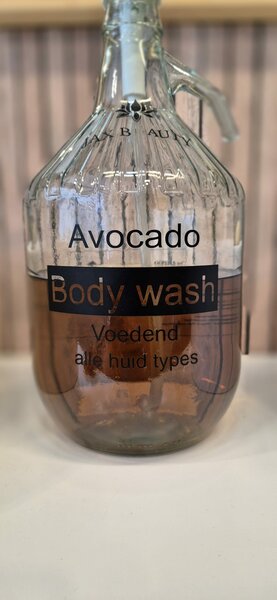 Avocado
Body wash
Voedend
alle huid types